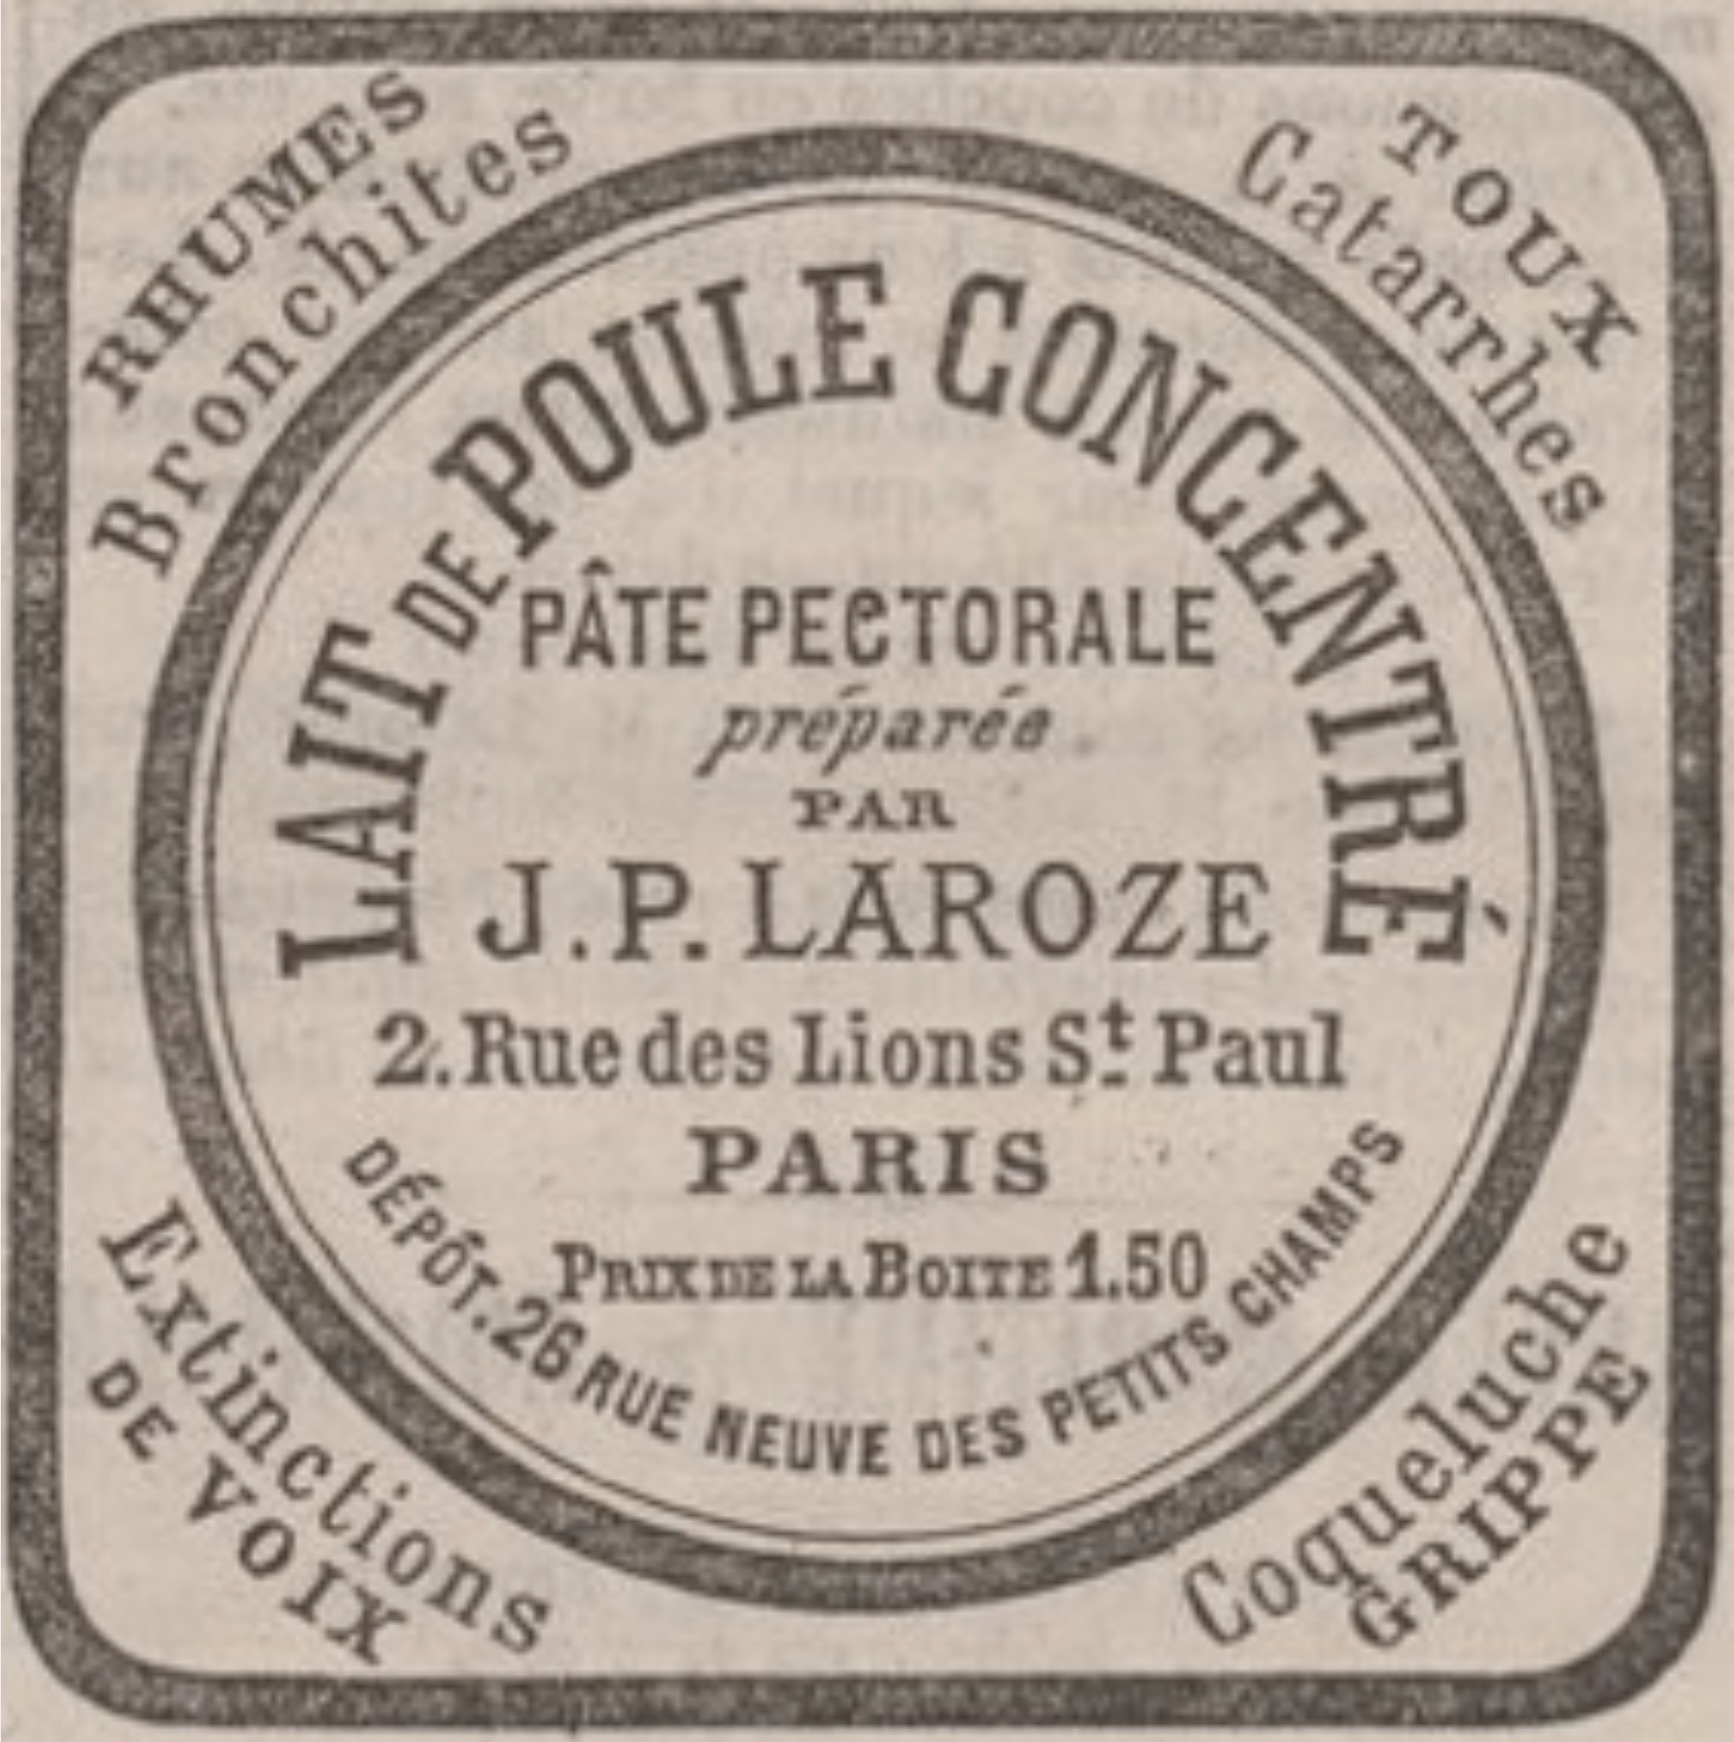 RHUMES
Bronchites
TOUX
Catarrhes
LAIT DE POULE CONCENTRÉ
PÂTE PECTORALE
préparée
PAR
J.P. LAROZE
2. Rue des Lions St. Paul
PARIS
PRIX DE LA BOITE 1.50
DÉPÔT. 26 RUE NEUVE DES PETITS CHAMPS
Extinctions
DE VOIX
Coqueluche
GRIPPE